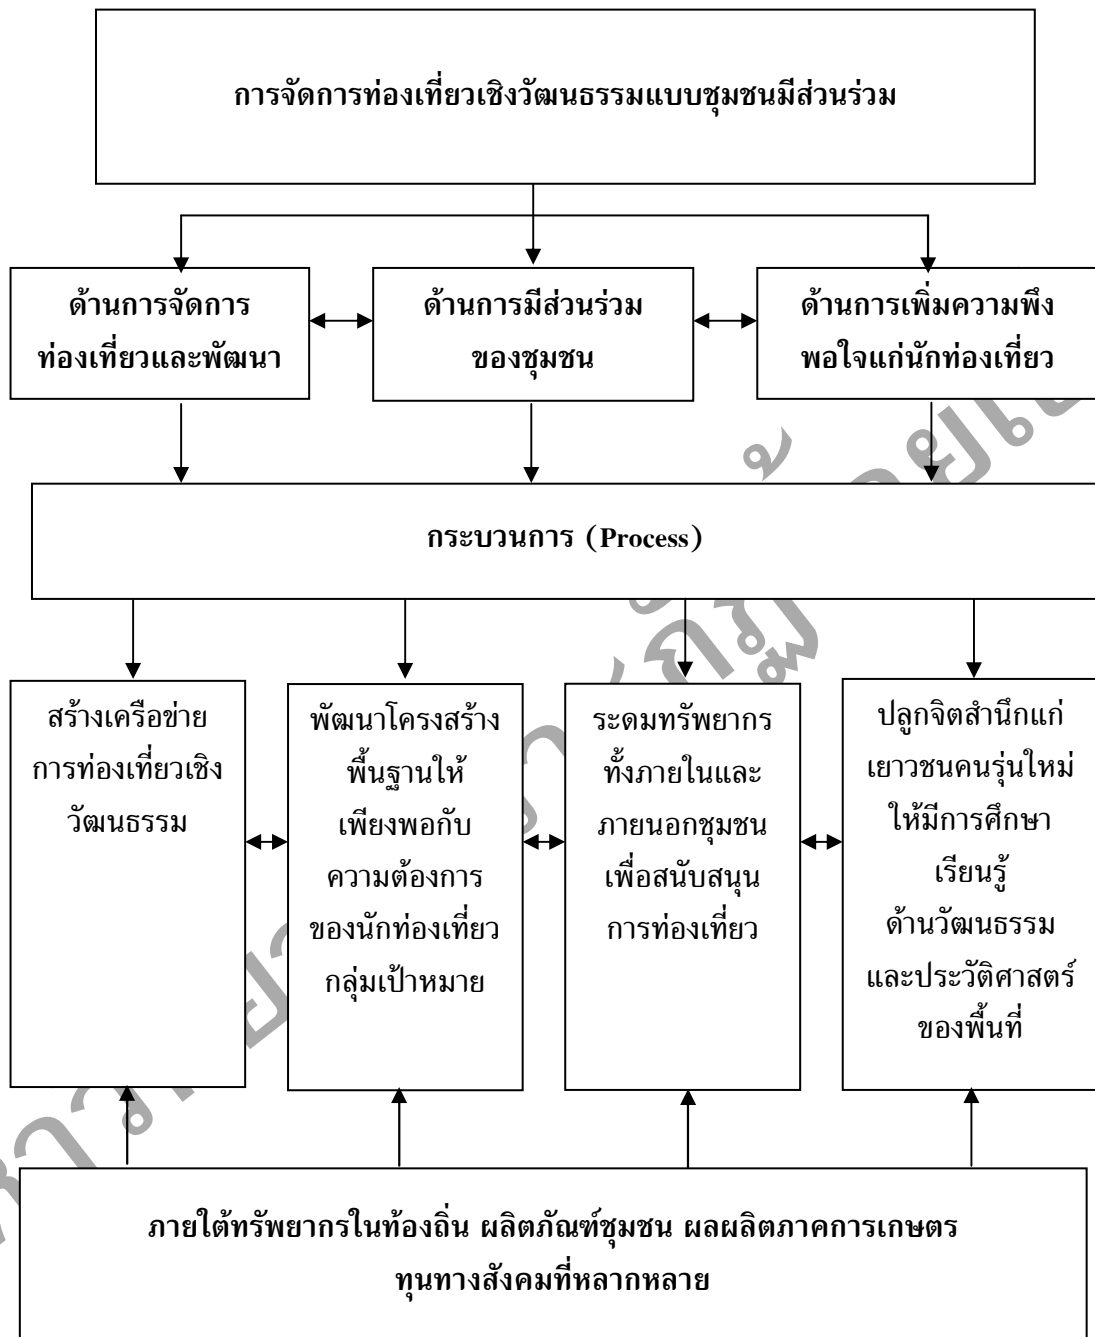 การจัดการท่องเที่ยวเชิงวัฒนธรรมแบบชุมชนมีส่วนร่วม
ด้านการจัดการ
ท่องเที่ยวและพัฒนา
ด้านการมีส่วนร่วม
ของชุมชน
ด้านการเพิ่มความพึง
พอใจแก่นักท่องเที่ยว
กระบวนการ (Process)
สร้างเครือข่าย
การท่องเที่ยวเชิง
วัฒนธรรม
พัฒนาโครงสร้าง
พื้นฐานให้
เพียงพอกับ
ความต้องการ
ของนักท่องเที่ยว
กลุ่มเป้าหมาย
ระดมทรัพยากร
ทั้งภายในและ
ภายนอกชุมชน
เพื่อสนับสนุน
การท่องเที่ยว
ปลูกจิตสำนึกแก่
เยาวชนคนรุ่นใหม่
ให้มีการศึกษา
เรียนรู้
ด้านวัฒนธรรม
และประวัติศาสตร์
ของพื้นที่
ภายใต้ทรัพยากรในท้องถิ่น ผลิตภัณฑ์ชุมชน ผลผลิตภาคการเกษตร
ทุนทางสังคมที่หลากหลาย